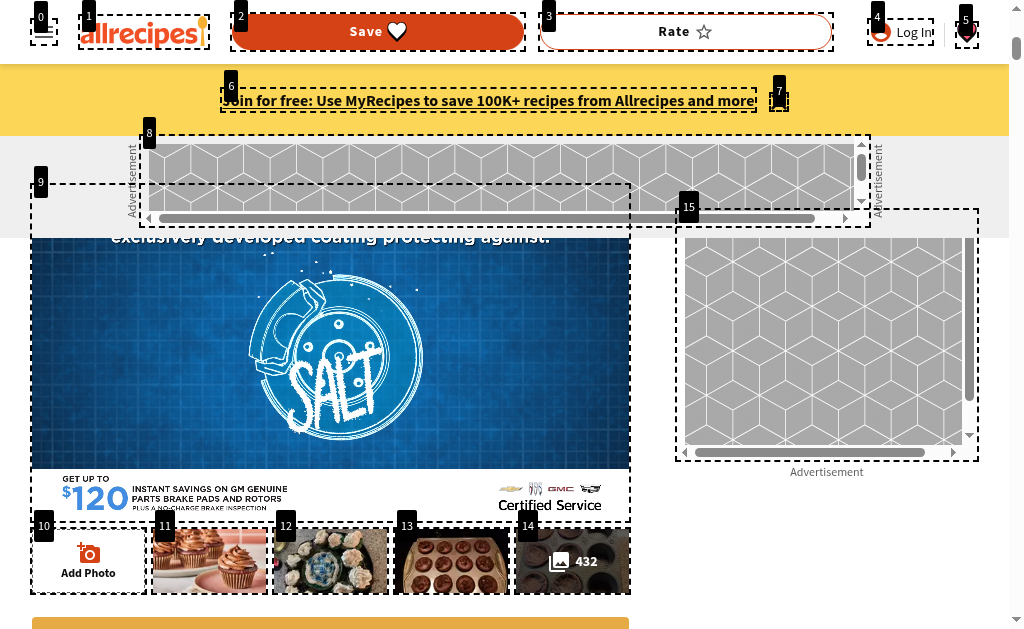 0
1
2
3
4
5
allrecipes
Save
Rate
Log In
6
7
Join for free: Use MyRecipes to save 100K+ recipes from Allrecipes and more
8
Advertisement
Advertisement
9
15
exclusively developed coating protecting against:
SALT
Advertisement
GET UP TO
$120
INSTANT SAVINGS ON GM GENUINE
PARTS BRAKE PADS AND ROTORS
PLUS A NO-CHARGE BRAKE INSPECTION
GMC
Certified Service
10
11
12
13
14
Add Photo
432